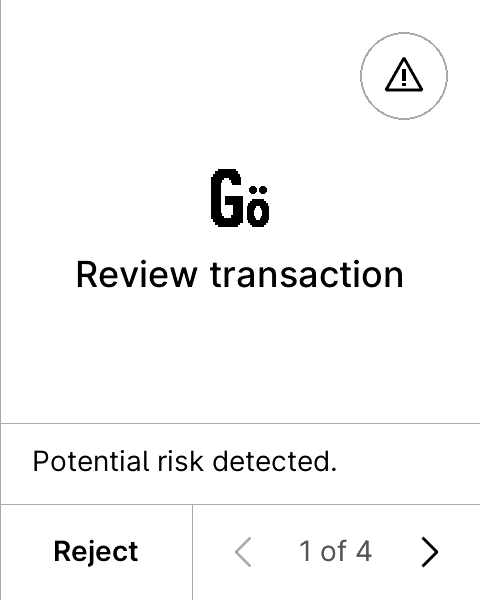 Gö
Review transaction
Potential risk detected.
Reject
1 of 4